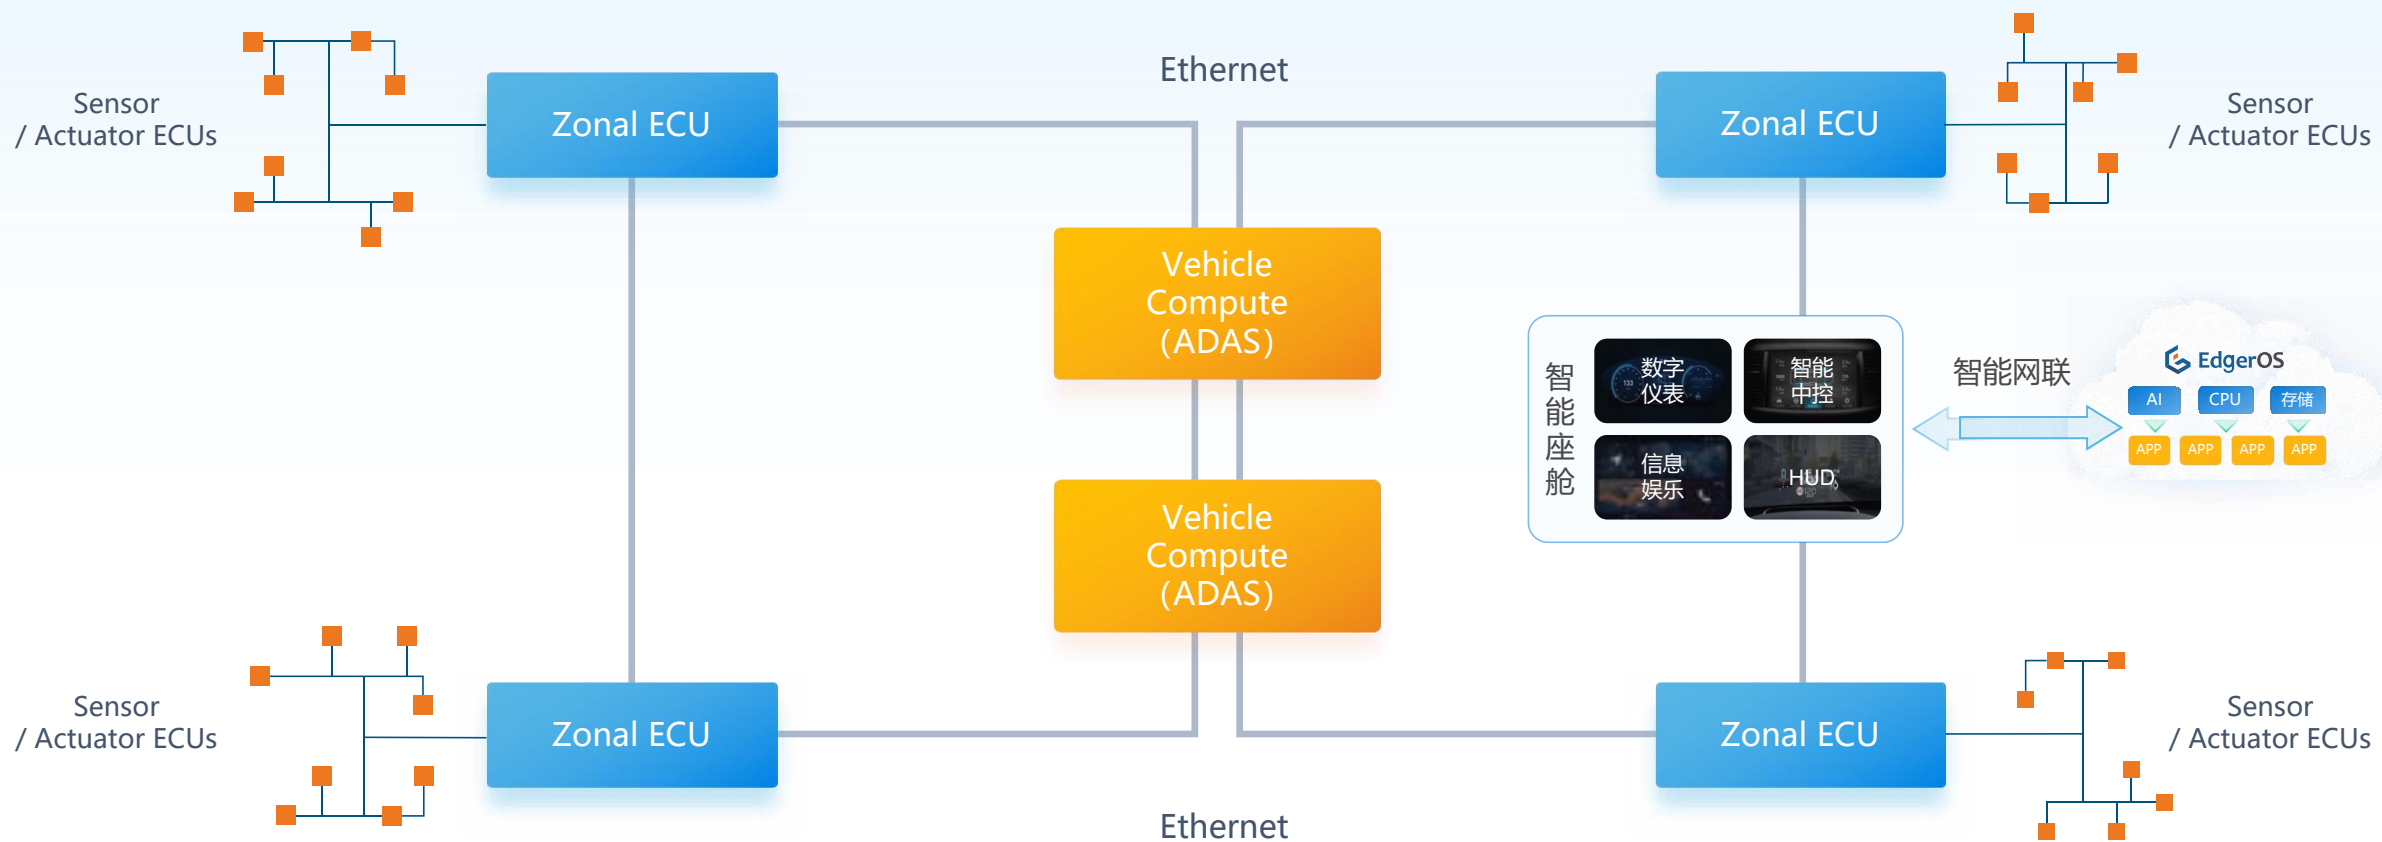 Ethernet
Sensor
/ Actuator ECUs
Zonal ECU
Zonal ECU
Sensor
/ Actuator ECUs
Vehicle
Compute
(ADAS)
智能座舱
数字
仪表
智能
中控
信息
娱乐
HUD
智能网联
EdgerOS
AI
CPU
存储
APP
APP
APP
APP
Vehicle
Compute
(ADAS)
Sensor
/ Actuator ECUs
Zonal ECU
Zonal ECU
Sensor
/ Actuator ECUs
Ethernet